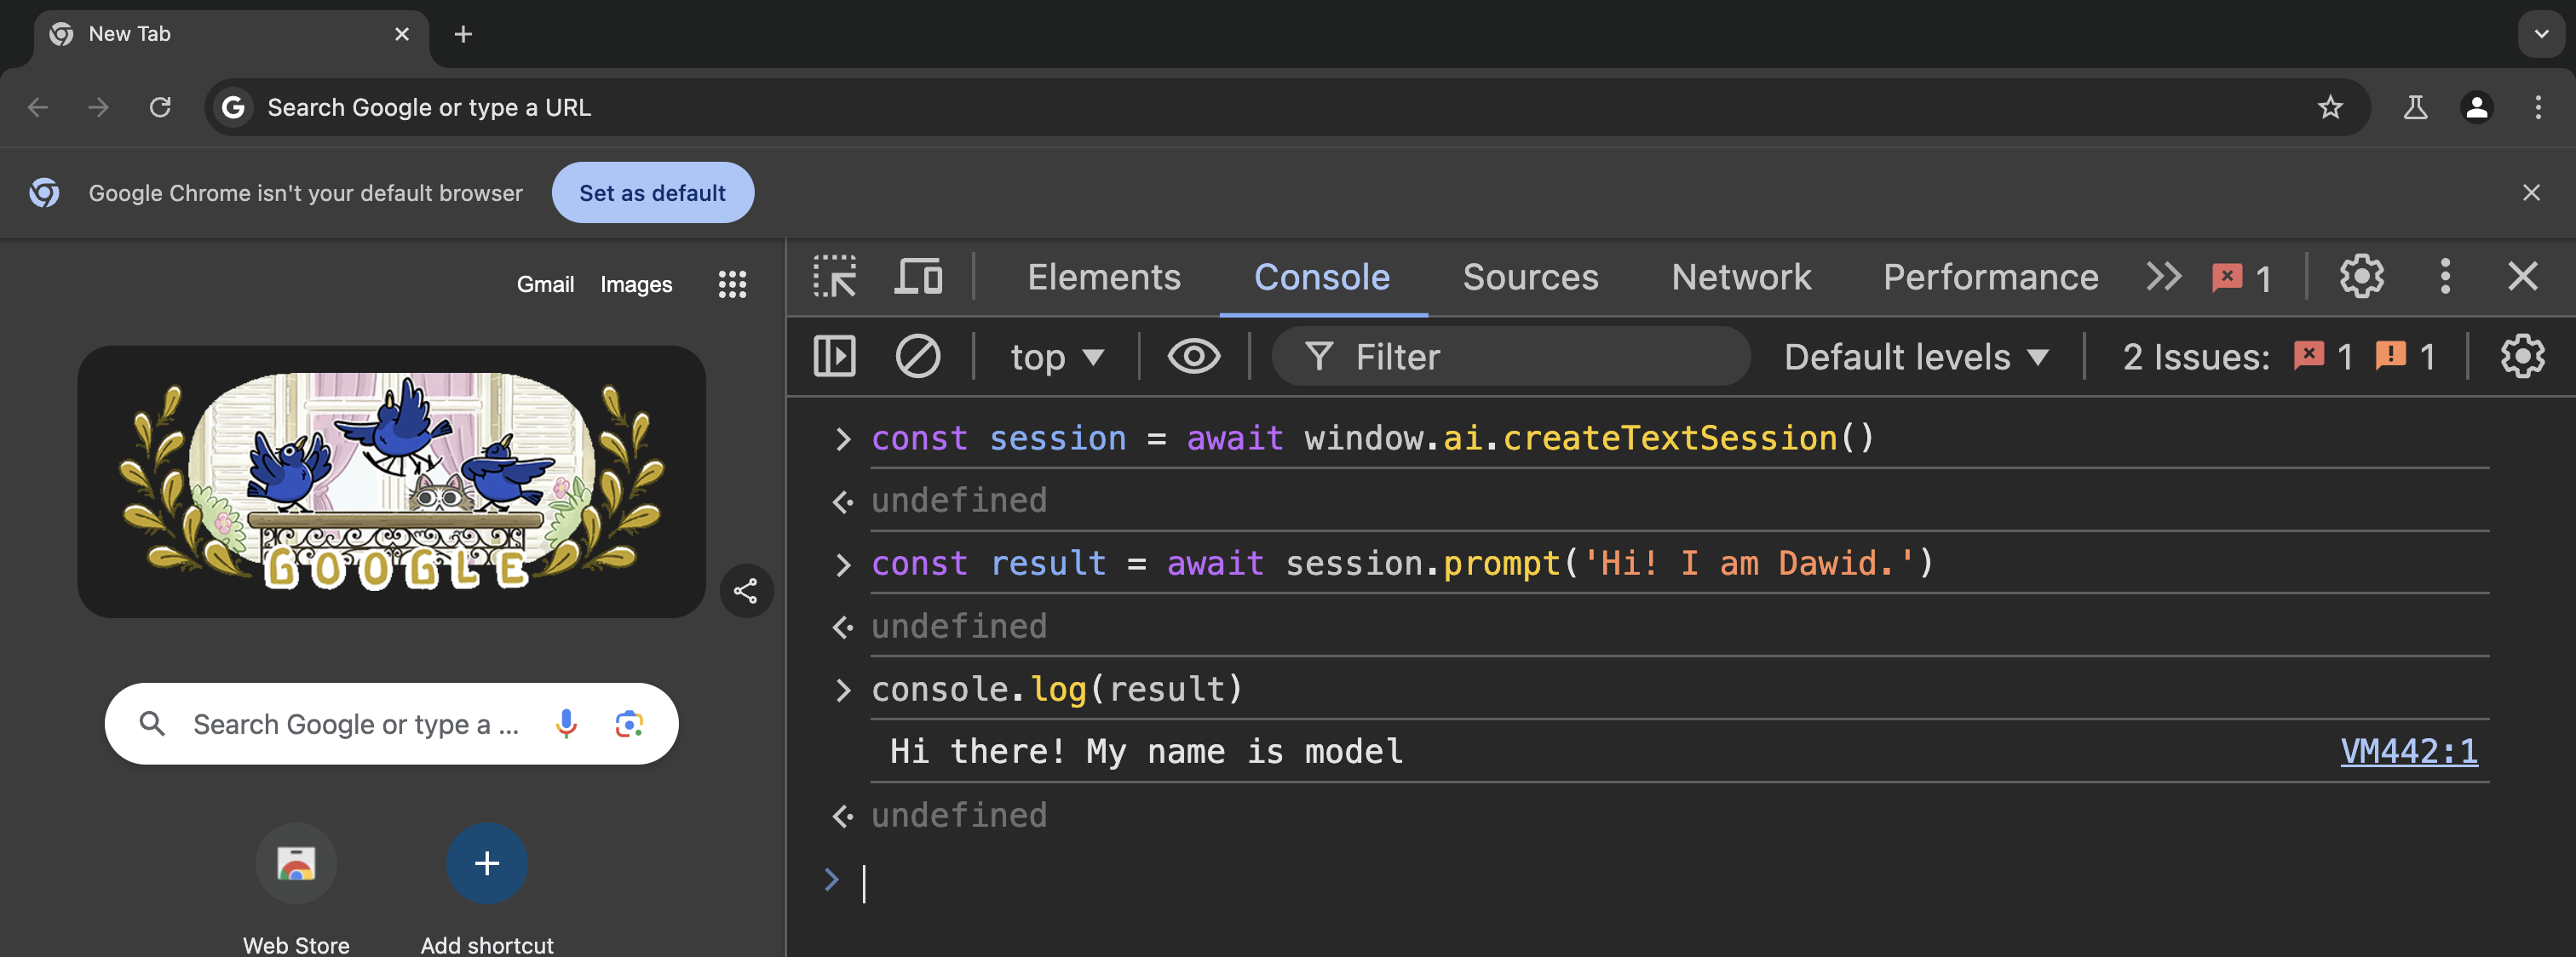 New Tab
Search Google or type a URL
Google Chrome isn't your default browser
Set as default
Gmail
Images
GOOGLE
Search Google or type a ...
Web Store
Add shortcut
Elements
Console
Sources
Network
Performance
1
top
Filter
Default levels
2 Issues:
1
1
const session = await window.ai.createTextSession()
undefined
const result = await session.prompt('Hi! I am Dawid.')
undefined
console.log(result)
Hi there! My name is model
VM442:1
undefined